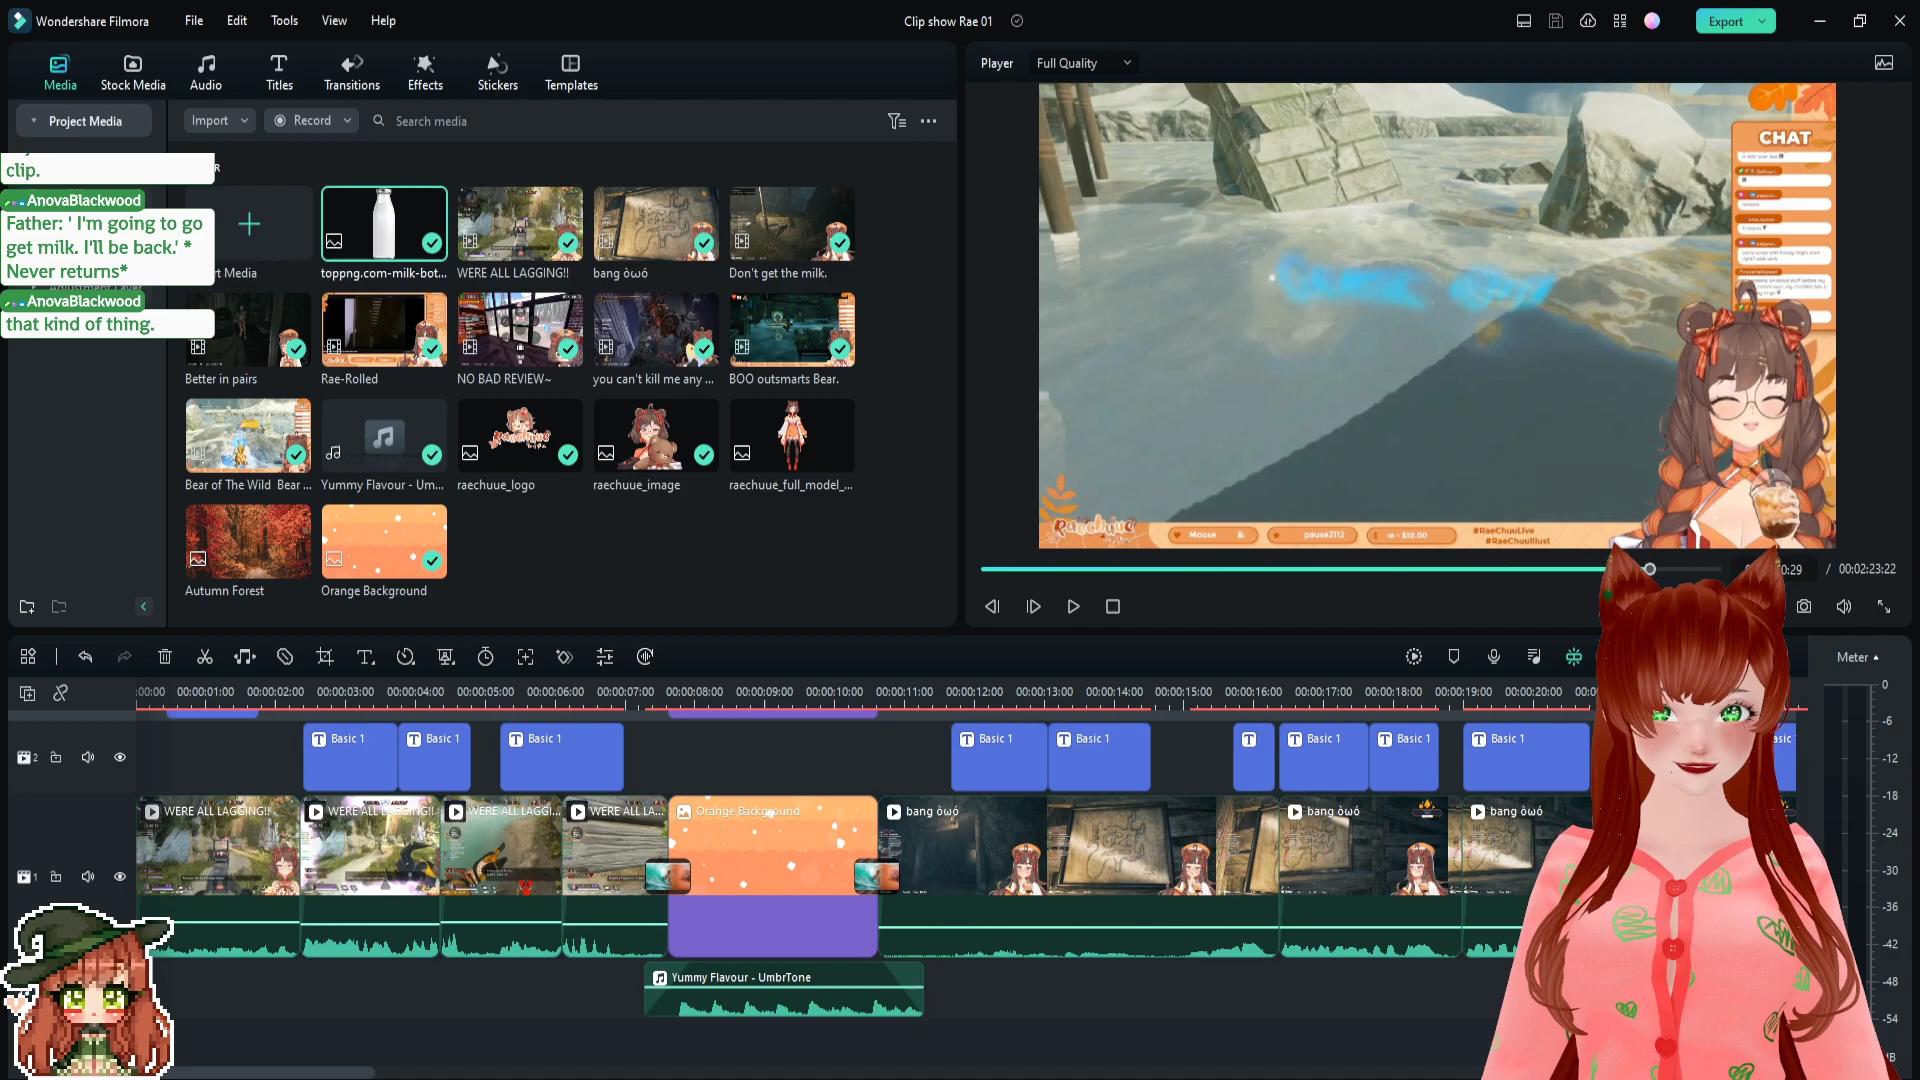 Wondershare Filmora
File
Edit
Tools
View
Help
Clip show Rae 01
Export
Media
Stock Media
Audio
Titles
Transitions
Effects
Stickers
Templates
Player
Full Quality
Project Media
Import
Record
Search media
clip.
AnovaBlackwood
Father: ' I'm going to go
get milk. I'll be back.' *
Never returns*
AnovaBlackwood
that kind of thing.
Media
toppng.com-milk-bot...
WERE ALL LAGGING!!
bang òwó
Don't get the milk.
Better in pairs
Rae-Rolled
NO BAD REVIEW~
you can't kill me any ...
BOO outsmarts Bear.
Bear of The Wild Bear ...
Yummy Flavour - Um...
raechuue_logo
raechuue_image
raechuue_full_model_...
Autumn Forest
Orange Background
CHAT
Raechuue
Moose
pause2112
#RaeChuuLive
#RaeChuuIllust
:29
/ 00:02:23:22
Meter
:00:00 00:00:01:00 00:00:02:00 00:00:03:00 00:00:04:00 00:00:05:00 00:00:06:00 00:00:07:00 00:00:08:00 00:00:09:00 00:00:10:00 00:00:11:00 00:00:12:00 00:00:13:00 00:00:14:00 00:00:15:00 00:00:16:00 00:00:17:00 00:00:18:00 00:00:19:00 00:00:20:00
2
Basic 1
Basic 1
Basic 1
Basic 1
Basic 1
Basic 1
Basic 1
Basic 1
1
WERE ALL LAGGING!!
WERE ALL LAGGING!!
WERE ALL LAGGI...
WERE ALL LA...
Orange Background
bang òwó
bang òwó
bang òwó
Yummy Flavour - UmbrTone
0
-6
-12
-18
-24
-30
-36
-42
-48
-54